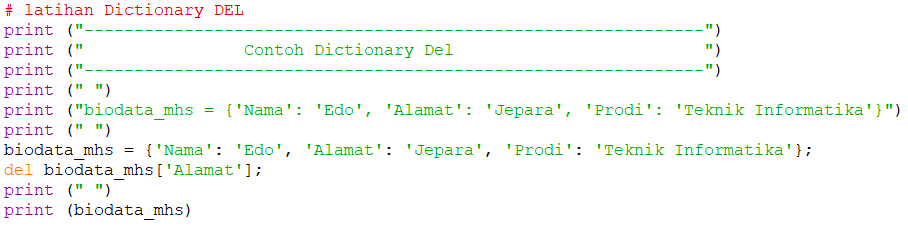 # latihan Dictionary DEL
print ("--------------------------------------------------------------")
print ("                Contoh Dictionary Del                         ")
print ("--------------------------------------------------------------")
print (" ")
print ("biodata_mhs = {'Nama': 'Edo', 'Alamat': 'Jepara', 'Prodi': 'Teknik Informatika'}")
print (" ")
biodata_mhs = {'Nama': 'Edo', 'Alamat': 'Jepara', 'Prodi': 'Teknik Informatika'};
del biodata_mhs['Alamat'];
print (" ")
print (biodata_mhs)